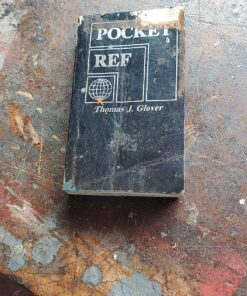 POCKET
REF
Thomas J. Glover